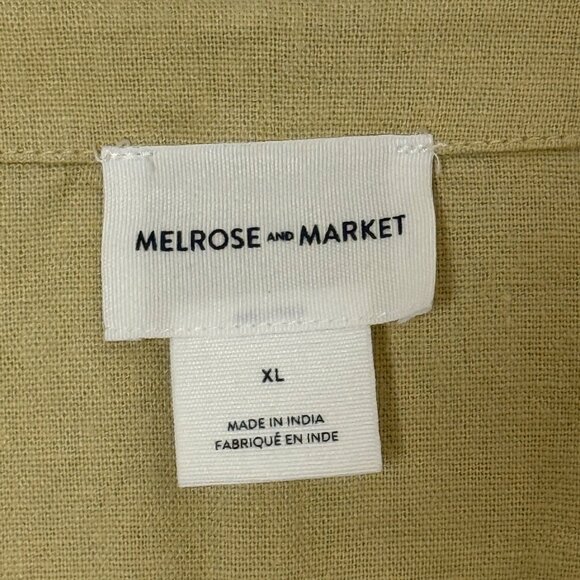 MELROSE AND MARKET
XL
MADE IN INDIA
FABRIQUÉ EN INDE